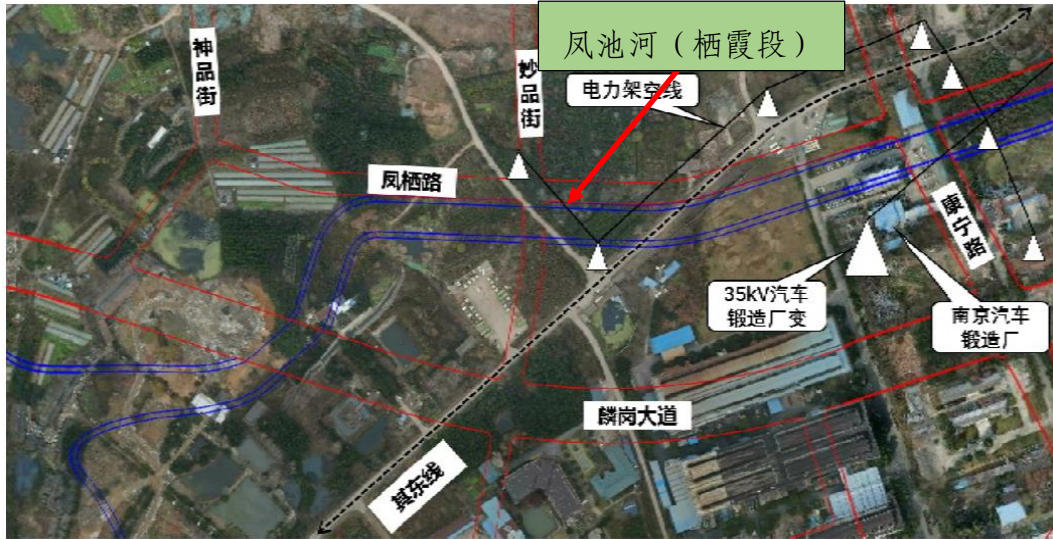 凤池河（栖霞段）
神品街
妙品街
电力架空线
凤栖路
康宁路
35kV汽车
锻造厂变
南京汽车
锻造厂
麟岗大道
其东线